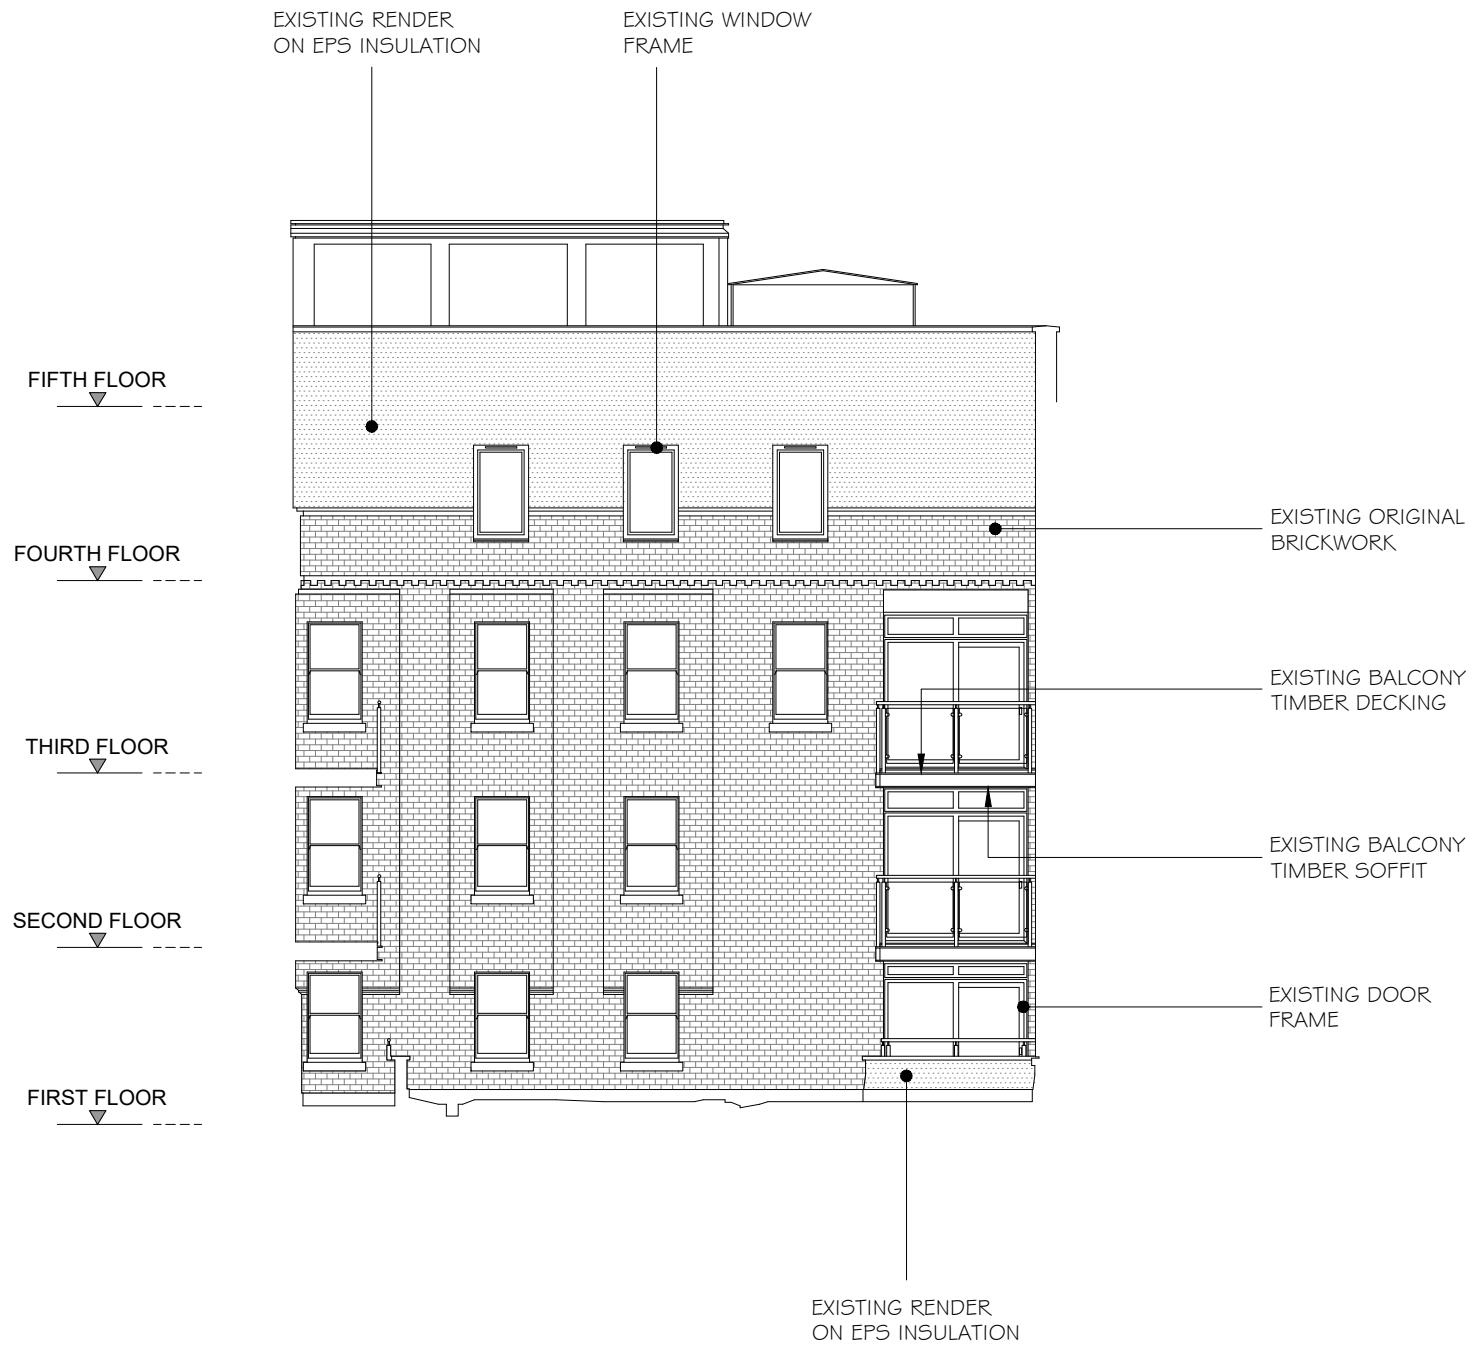 EXISTING RENDER
ON EPS INSULATION
EXISTING WINDOW
FRAME
FIFTH FLOOR
EXISTING ORIGINAL
BRICKWORK
FOURTH FLOOR
EXISTING BALCONY
TIMBER DECKING
THIRD FLOOR
EXISTING BALCONY
TIMBER SOFFIT
SECOND FLOOR
EXISTING DOOR
FRAME
FIRST FLOOR
EXISTING RENDER
ON EPS INSULATION